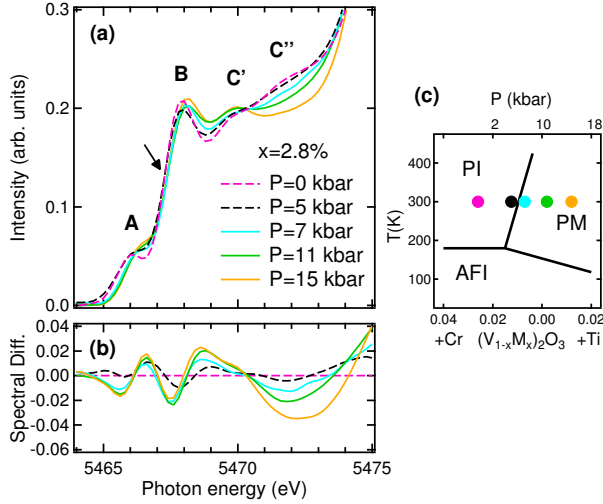 (a)
B
C'
C''
A
x=2.8%
P=0 kbar
P=5 kbar
P=7 kbar
P=11 kbar
P=15 kbar
Intensity (arb. units)
0.3
0.2
0.1
0.0
(b)
Spectral Diff.
0.04
0.02
0.00
-0.02
-0.04
-0.06
5465 5470 5475
Photon energy (eV)
(c)
P (kbar)
2 10 18
T(K)
400
300
200
100
PI
PM
AFI
0.04 0.02 0.00 0.02
+Cr (V1-xMx)2O3 +Ti